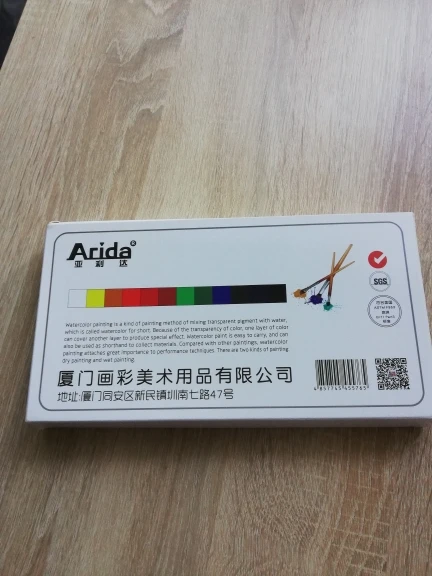 Arida®
亚利达
SGS
Watercolor painting is a kind of painting method of mixing transparent pigment with water,
which is called watercolor for short. Because of the transparency of color, one layer of color
can cover another layer to produce special effect. Watercolor paint is easy to carry, and can
also be used as shorthand to collect materials. Compared with other paintings, watercolor
painting attaches great importance to performance techniques. There are two kinds of painting
dry painting and wet painting.
厦门画彩美术用品有限公司
地址:厦门同安区新民镇圳南七路47号